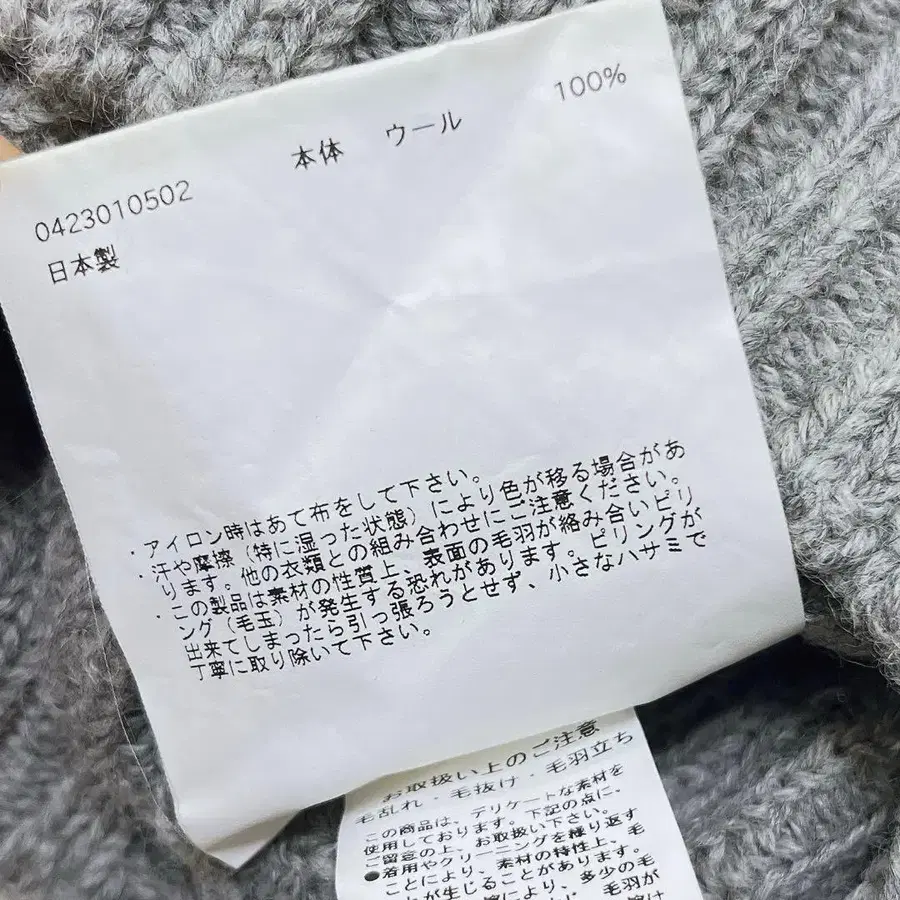 本体 ウール 100%
0423010502
日本製
・アイロン時はあて布をして下さい。
・汗や摩擦（特に湿った状態）により色が移る場合があ
ります。他の衣類との組み合わせにご注意ください。
・この製品は素材の性質上、表面の毛羽が絡み合いピリ
ング（毛玉）が発生する恐れがあります。ピリングが
出来てしまったら引っ張ろうとせず、小さなハサミで
丁寧に取り除いて下さい。
お取扱い上のご注意
毛乱れ・毛抜け・毛羽立ち
この商品は、デリケートな素材を
使用しております。下記の点に、
ご留意の上、お取扱い下さい。
●着用やクリーニングを繰り返す
ことにより、素材の特性上、毛
ことが生じることがあります。
により、多少の毛
毛羽が